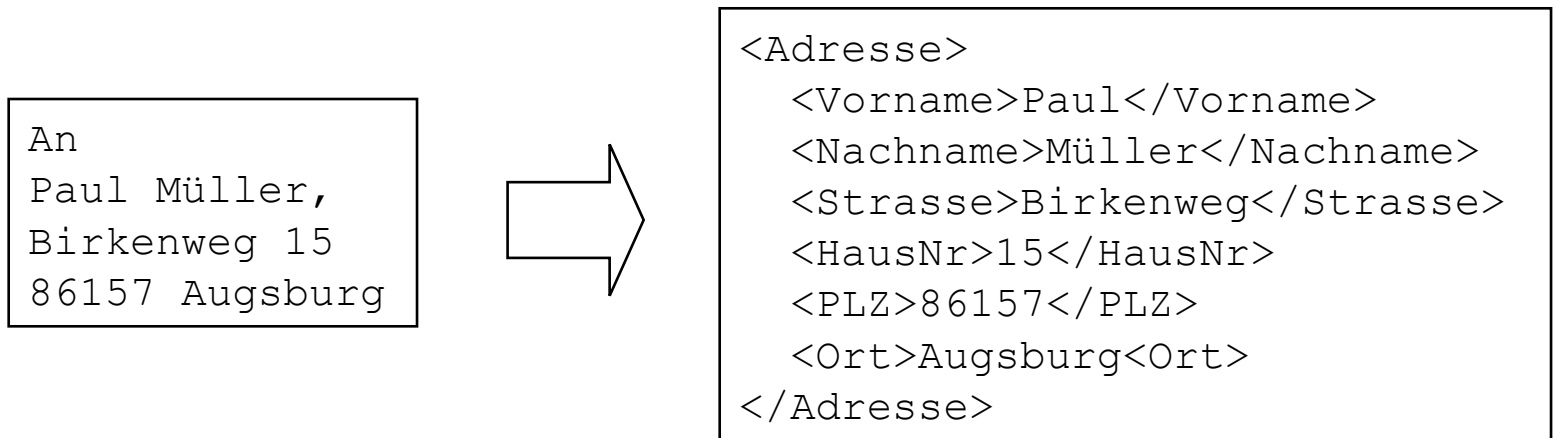 An
Paul Müller,
Birkenweg 15
86157 Augsburg
<Adresse>
  <Vorname>Paul</Vorname>
  <Nachname>Müller</Nachname>
  <Strasse>Birkenweg</Strasse>
  <HausNr>15</HausNr>
  <PLZ>86157</PLZ>
  <Ort>Augsburg<Ort>
</Adresse>